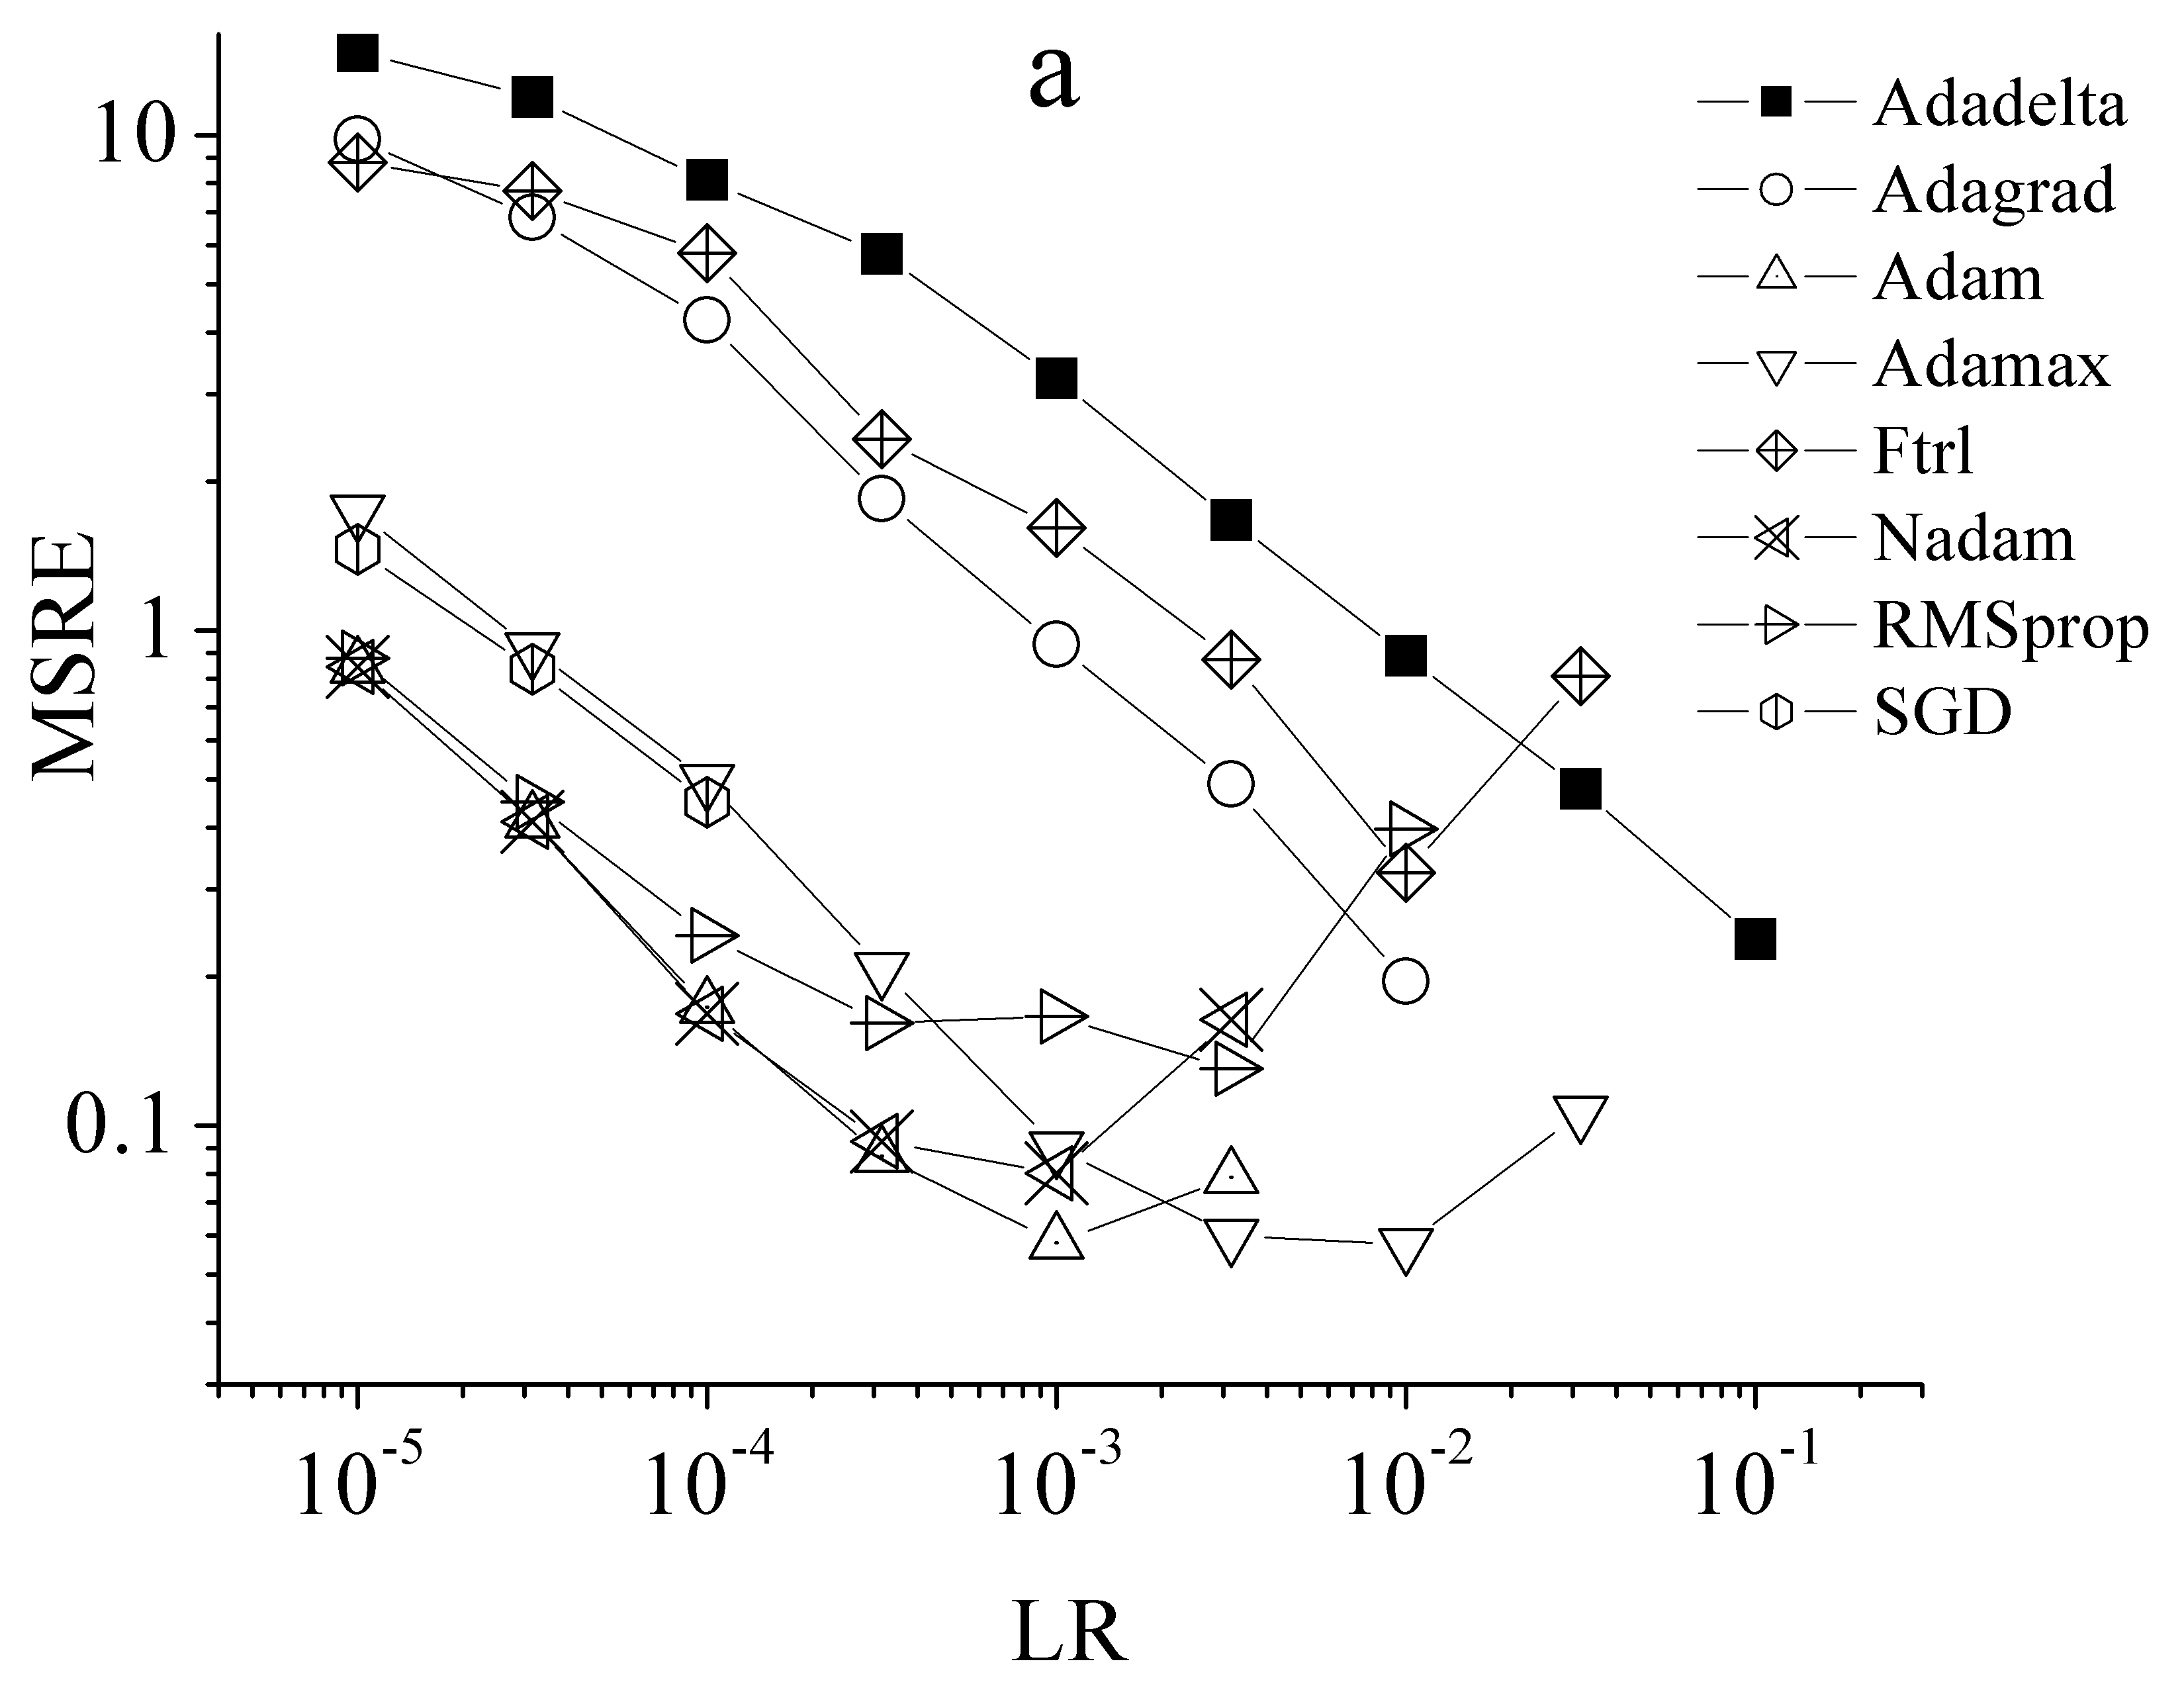 a
10
1
0.1
MSRE
Adadelta
Adagrad
Adam
Adamax
Ftrl
Nadam
RMSprop
SGD
10⁻⁵ 10⁻⁴ 10⁻³ 10⁻² 10⁻¹
LR